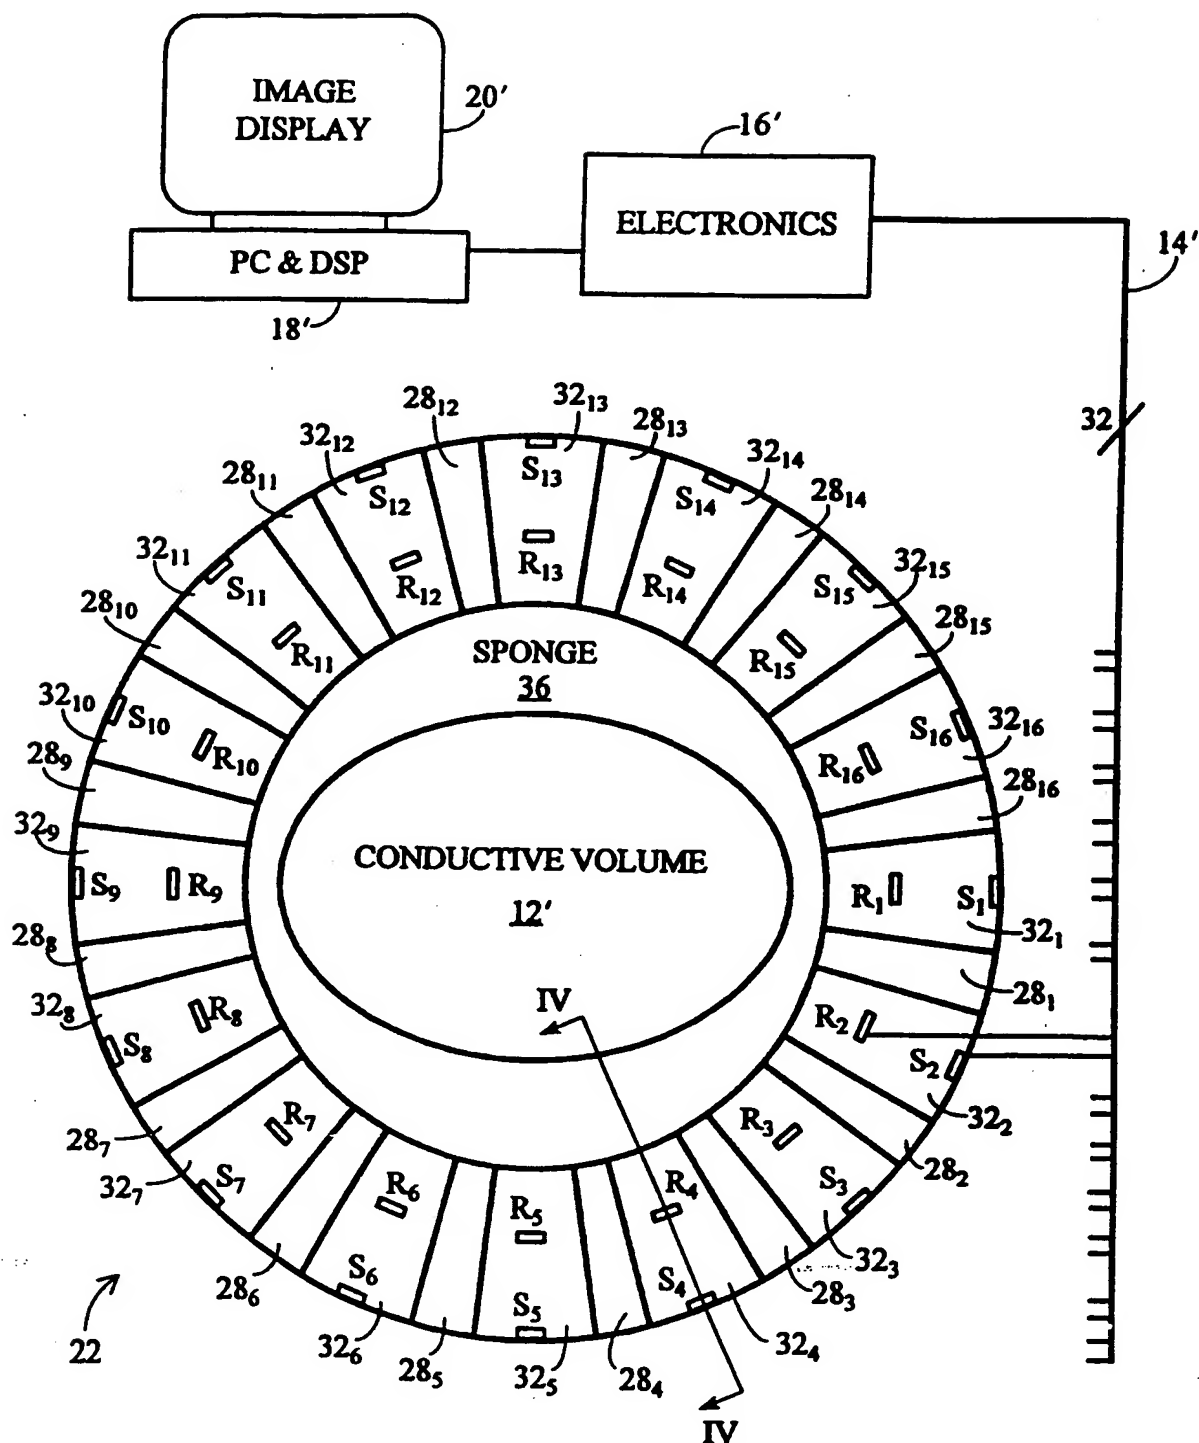 IMAGE
DISPLAY
20′
16′
ELECTRONICS
14′
PC & DSP
18′
32
28₁₂
32₁₃
28₁₃
32₁₂
S₁₂
S₁₃
S₁₄
32₁₄
28₁₁
28₁₄
32₁₁
S₁₁
R₁₂
R₁₃
R₁₄
S₁₅
32₁₅
28₁₀
R₁₁
SPONGE
36
R₁₅
28₁₅
32₁₀
S₁₀
R₁₀
R₁₆
S₁₆
32₁₆
28₉
28₁₆
32₉
S₉
R₉
CONDUCTIVE VOLUME
12′
R₁
S₁
32₁
28₈
28₁
32₈
S₈
R₈
IV
R₂
S₂
32₂
28₇
32₇
S₇
R₇
R₃
S₃
28₂
R₆
R₅
R₄
32₃
28₆
S₆
S₅
S₄
28₃
22
32₆
28₅
32₅
28₄
32₄
IV